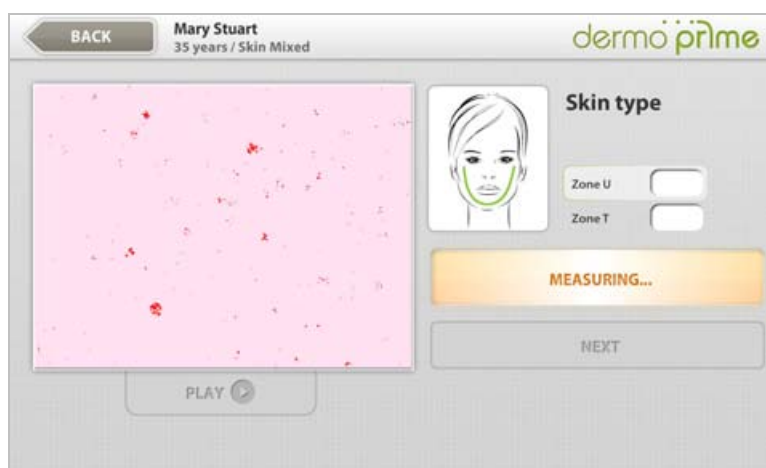 BACK
Mary Stuart
35 years / Skin Mixed
dermo prime
Skin type
Zone U
Zone T
MEASURING...
NEXT
PLAY